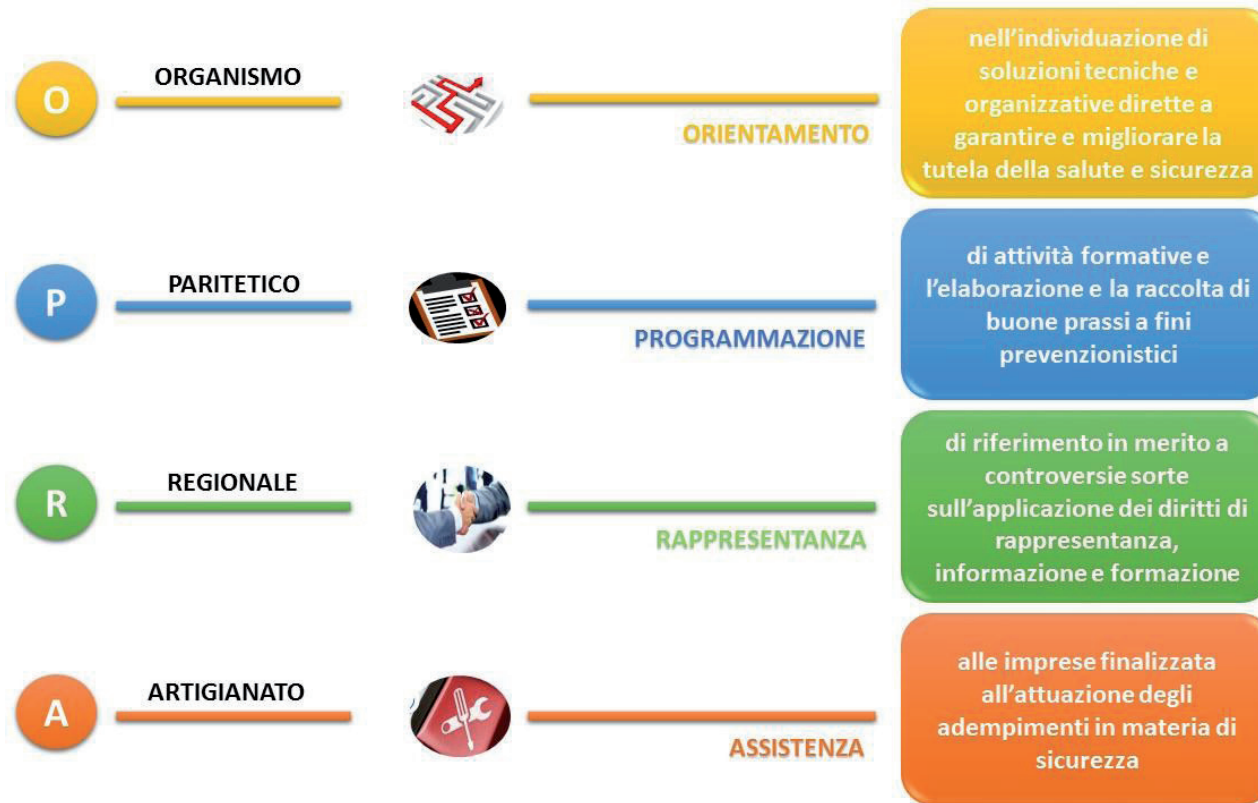 O
ORGANISMO
ORIENTAMENTO
nell'individuazione di
soluzioni tecniche e
organizzative dirette a
garantire e migliorare la
tutela della salute e sicurezza
P
PARITETICO
PROGRAMMAZIONE
di attività formative e
l'elaborazione e la raccolta di
buone prassi a fini
prevenzionistici
R
REGIONALE
RAPPRESENTANZA
di riferimento in merito a
controversie sorte
sull'applicazione dei diritti di
rappresentanza,
informazione e formazione
A
ARTIGIANATO
ASSISTENZA
alle imprese finalizzata
all'attuazione degli
adempimenti in materia di
sicurezza